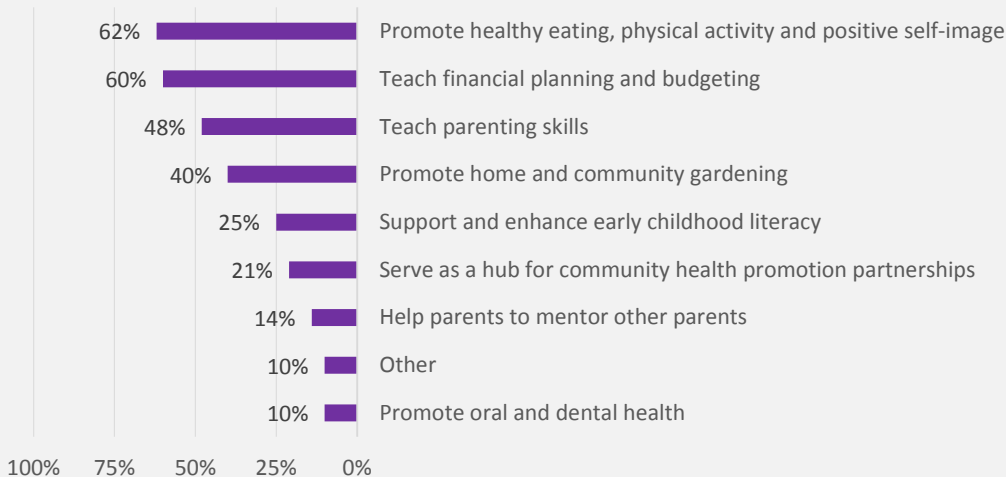 62% Promote healthy eating, physical activity and positive self-image
60% Teach financial planning and budgeting
48% Teach parenting skills
40% Promote home and community gardening
25% Support and enhance early childhood literacy
21% Serve as a hub for community health promotion partnerships
14% Help parents to mentor other parents
10% Other
10% Promote oral and dental health
100% 75% 50% 25% 0%